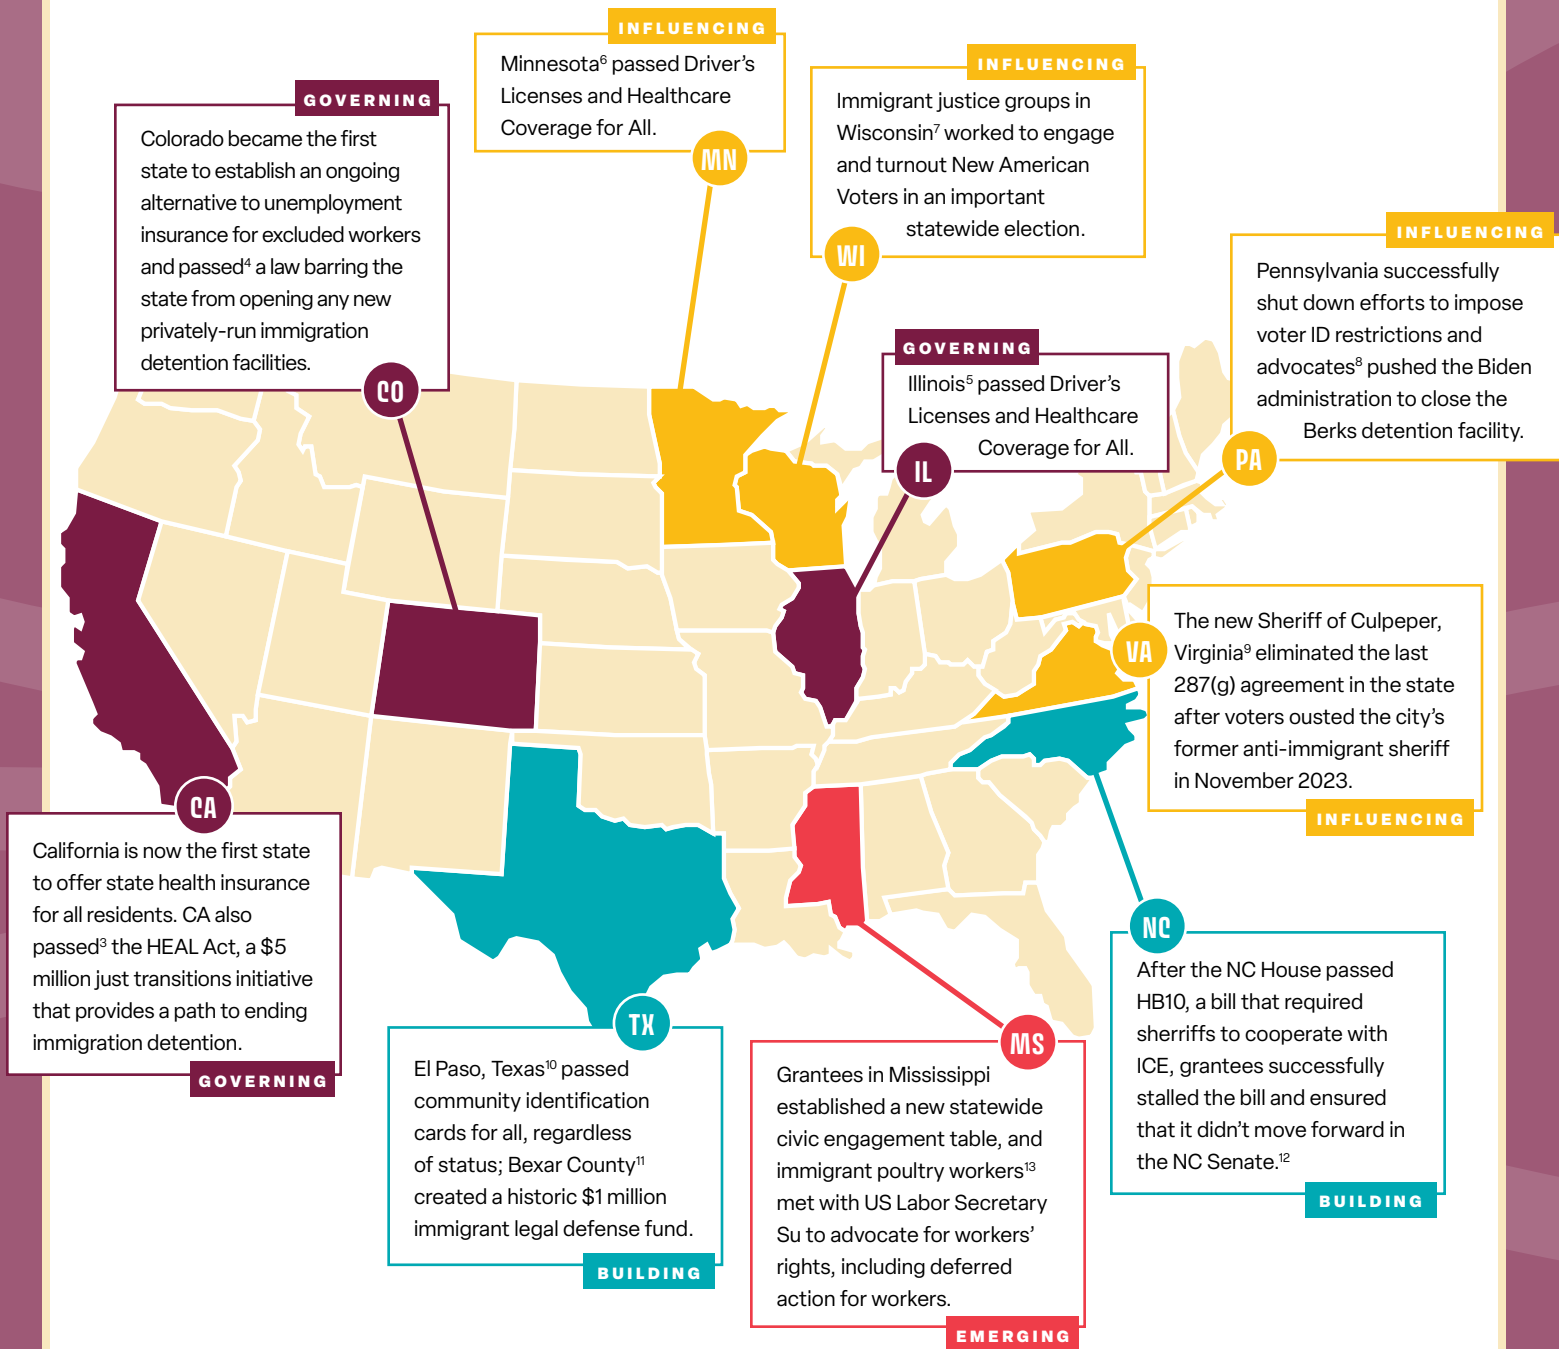 INFLUENCING
Minnesota⁶ passed Driver’s
Licenses and Healthcare
Coverage for All.
MN
INFLUENCING
Immigrant justice groups in
Wisconsin⁷ worked to engage
and turnout New American
Voters in an important
statewide election.
WI
GOVERNING
Colorado became the first
state to establish an ongoing
alternative to unemployment
insurance for excluded workers
and passed⁴ a law barring the
state from opening any new
privately-run immigration
detention facilities.
CO
INFLUENCING
Pennsylvania successfully
shut down efforts to impose
voter ID restrictions and
advocates⁸ pushed the Biden
administration to close the
Berks detention facility.
PA
GOVERNING
Illinois⁵ passed Driver’s
Licenses and Healthcare
Coverage for All.
IL
VA
The new Sheriff of Culpeper,
Virginia⁹ eliminated the last
287(g) agreement in the state
after voters ousted the city’s
former anti-immigrant sheriff
in November 2023.
INFLUENCING
CA
California is now the first state
to offer state health insurance
for all residents. CA also
passed³ the HEAL Act, a $5
million just transitions initiative
that provides a path to ending
immigration detention.
GOVERNING
TX
El Paso, Texas¹⁰ passed
community identification
cards for all, regardless
of status; Bexar County¹¹
created a historic $1 million
immigrant legal defense fund.
BUILDING
MS
Grantees in Mississippi
established a new statewide
civic engagement table, and
immigrant poultry workers¹³
met with US Labor Secretary
Su to advocate for workers’
rights, including deferred
action for workers.
EMERGING
NC
After the NC House passed
HB10, a bill that required
sherriffs to cooperate with
ICE, grantees successfully
stalled the bill and ensured
that it didn’t move forward in
the NC Senate.¹²
BUILDING